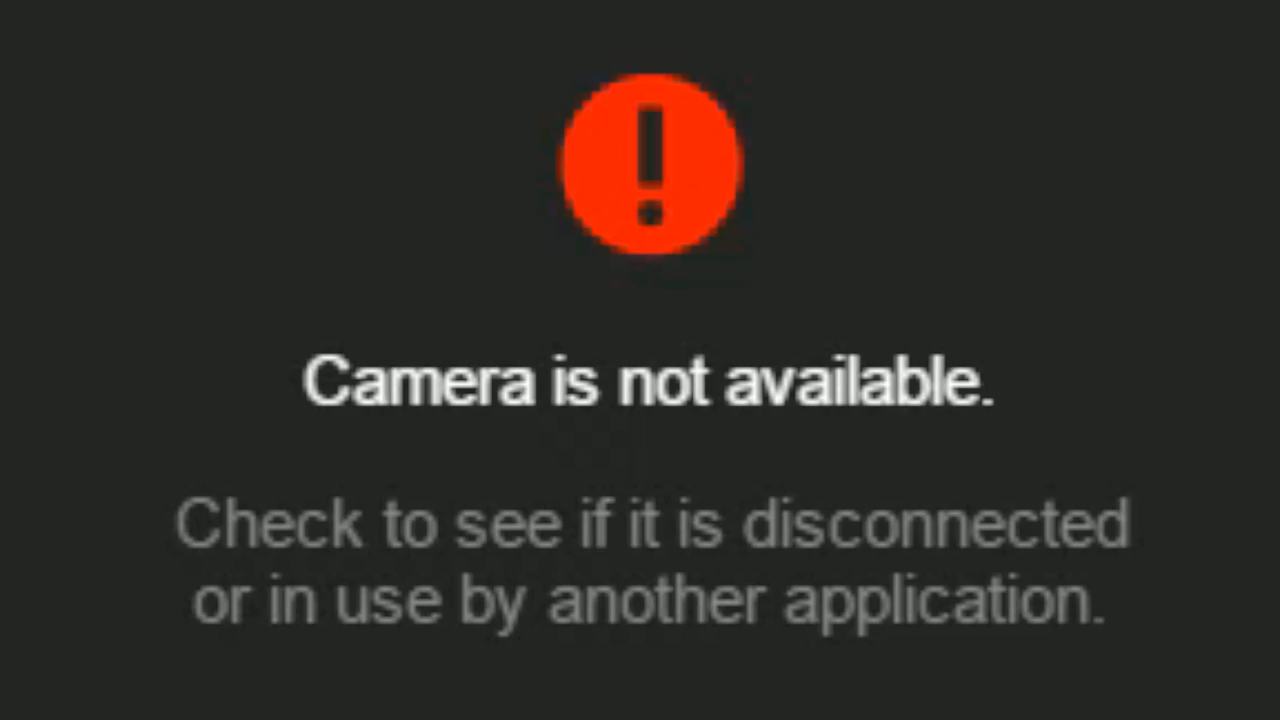 Camera is not available.
Check to see if it is disconnected
or in use by another application.